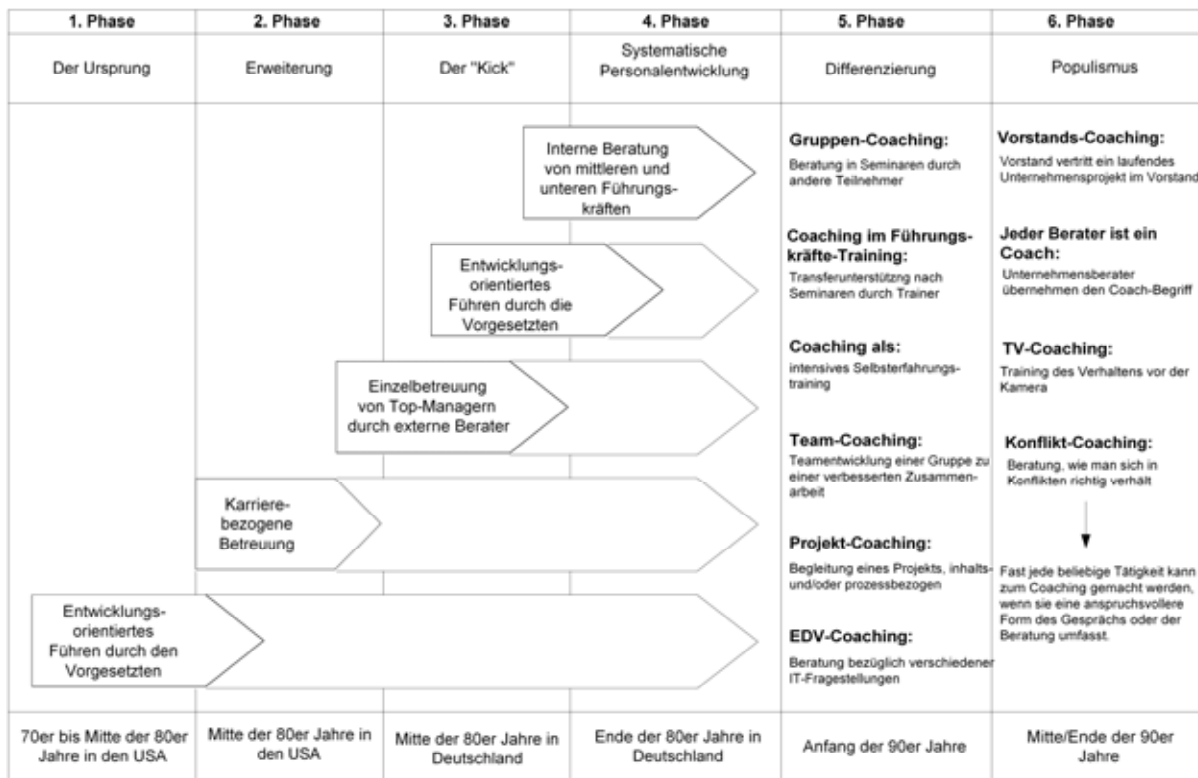 1. Phase
2. Phase
3. Phase
4. Phase
5. Phase
6. Phase
Der Ursprung
Erweiterung
Der "Kick"
Systematische
Personalentwicklung
Differenzierung
Populismus
Interne Beratung
von mittleren und
unteren Führungs-
kräften
Entwicklungs-
orientiertes
Führen durch die
Vorgesetzten
Einzelbetreuung
von Top-Managern
durch externe Berater
Karriere-
bezogene
Betreuung
Entwicklungs-
orientiertes
Führen durch den
Vorgesetzten
Gruppen-Coaching:
Beratung in Seminaren durch
andere Teilnehmer
Coaching im Führungs-
kräfte-Training:
Transferunterstützng nach
Seminaren durch Trainer
Coaching als:
intensives Selbsterfahrungs-
training
Team-Coaching:
Teamentwicklung einer Gruppe zu
einer verbesserten Zusammen-
arbeit
Projekt-Coaching:
Begleitung eines Projekts, inhalts-
und/oder prozessbezogen
EDV-Coaching:
Beratung bezüglich verschiedener
IT-Fragestellungen
Vorstands-Coaching:
Vorstand vertritt ein laufendes
Unternehmensprojekt im Vorstand
Jeder Berater ist ein
Coach:
Unternehmensberater
übernehmen den Coach-Begriff
TV-Coaching:
Training des Verhaltens vor der
Kamera
Konflikt-Coaching:
Beratung, wie man sich in
Konflikten richtig verhält
Fast jede beliebige Tätigkeit kann
zum Coaching gemacht werden,
wenn sie eine anspruchsvollere
Form des Gesprächs oder der
Beratung umfasst.
70er bis Mitte der 80er
Jahre in den USA
Mitte der 80er Jahre in
den USA
Mitte der 80er Jahre in
Deutschland
Ende der 80er Jahre in
Deutschland
Anfang der 90er Jahre
Mitte/Ende der 90er
Jahre